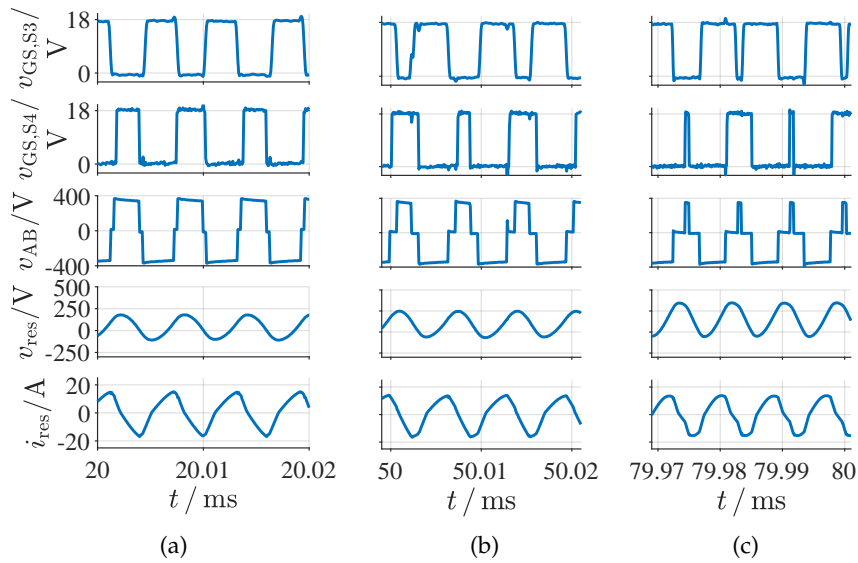 v_GS,S3 / V
18
0
v_GS,S4 / V
18
0
v_AB / V
400
0
-400
v_res / V
500
250
0
-250
i_res / A
20
0
-20
20 20.01 20.02
50 50.01 50.02
79.97 79.98 79.99 80
t / ms t / ms t / ms
(a) (b) (c)